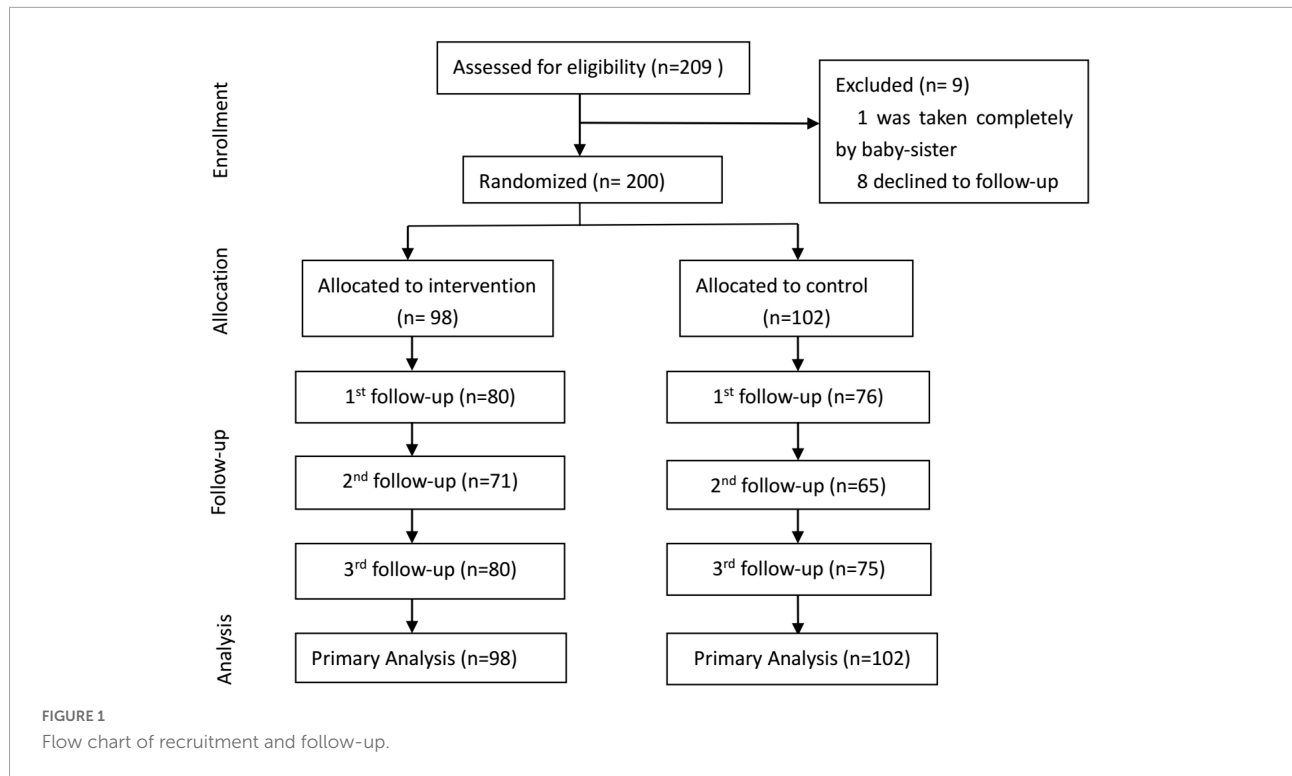 Assessed for eligibility (n=209 )
Excluded (n= 9)
1 was taken completely
by baby-sister
8 declined to follow-up
Enrollment
Randomized (n= 200)
Allocation
Allocated to intervention
(n= 98)
Allocated to control
(n=102)
1st follow-up (n=80)
1st follow-up (n=76)
Follow-up
2nd follow-up (n=71)
2nd follow-up (n=65)
3rd follow-up (n=80)
3rd follow-up (n=75)
Analysis
Primary Analysis (n=98)
Primary Analysis (n=102)
FIGURE 1
Flow chart of recruitment and follow-up.